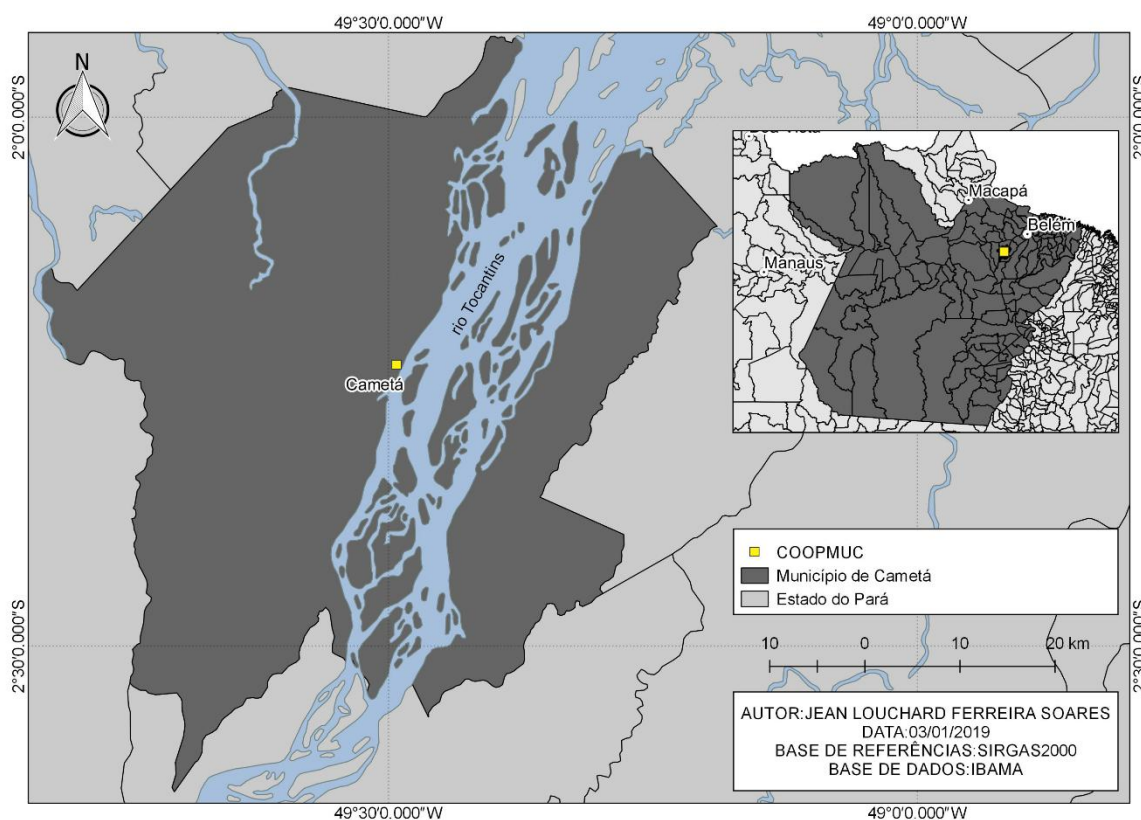 49°30'0.000"W
49°0'0.000"W
N
2°0'0.000"S
2°0'0.000"S
Macapá
Belém
Manaus
rio Tocantins
Cametá
COOPMUC
Município de Cametá
Estado do Pará
10 0 10 20 km
2°30'0.000"S
2°30'0.000"S
AUTOR:JEAN LOUCHARD FERREIRA SOARES
DATA:03/01/2019
BASE DE REFERÊNCIAS:SIRGAS2000
BASE DE DADOS:IBAMA
49°30'0.000"W
49°0'0.000"W